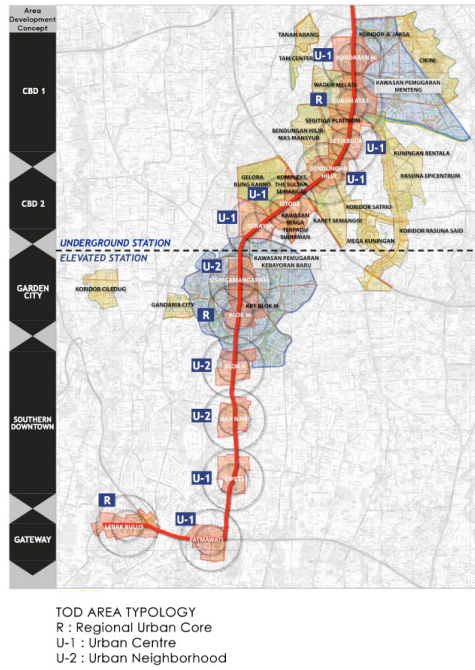 Area
Development
Concept
CBD 1
CBD 2
GARDEN
CITY
SOUTHERN
DOWNTOWN
GATEWAY
TANAH ABANG
KORIDOR JL JAKSA
U-1
BUNDARAN HI
TAM CENTER
CIKINI
KAWASAN PEMUGARAN
MENTENG
WADUK MELATI
R
DUKUH ATAS
SEGITIGA PLATINUM
BENDUNGAN HILIR
MAS MANSYUR
SETIABUDI
U-1
KUNINGAN BENTALA
BENDUNGAN
HILIR
U-1
RASUNA EPICENTRUM
GELORA
BUNG KARNO
KOMPLEKS
THE SULTAN
SEMANGGI
U-1
ISTORA
KORIDOR SATRIO
U-1
SENAYAN
KAWASAN
NIAGA
TERPADU
SUDIRMAN
KARET SEMANGGI
KORIDOR RASUNA SAID
MEGA KUNINGAN
UNDERGROUND STATION
ELEVATED STATION
U-2
KAWASAN PEMUGARAN
KEBAYORAN BARU
SISINGAMANGARAJA
KORIDOR CILEDUG
GANDARIA CITY
KPT BLOK M
R
BLOK M
U-2
BLOK A
U-2
HAJI NAWI
U-1
R
LEBAK BULUS
U-1
FATMAWATI
TOD AREA TYPOLOGY
R : Regional Urban Core
U-1 : Urban Centre
U-2 : Urban Neighborhood